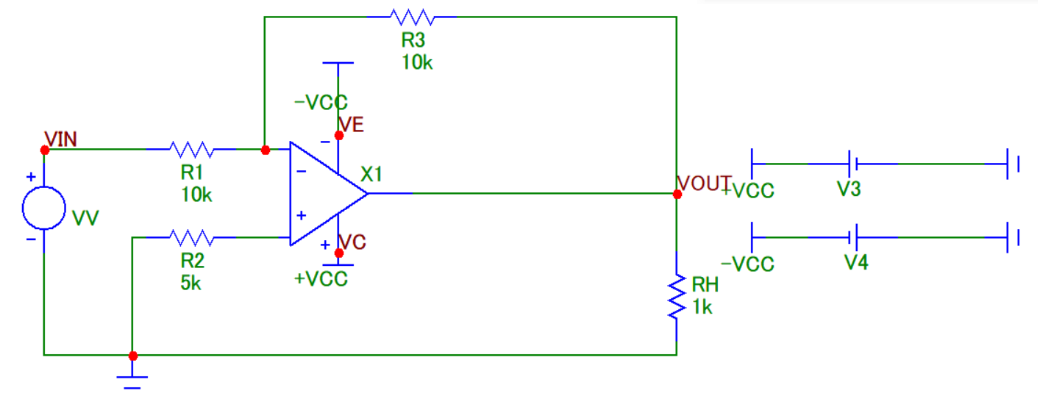 R3
10k
-VCC
VE
-
VIN
R1
10k
-
X1
+
VV
-
+
R2
5k
+
VC
+VCC
VOUT
RH
1k
+VCC
V3
-VCC
V4